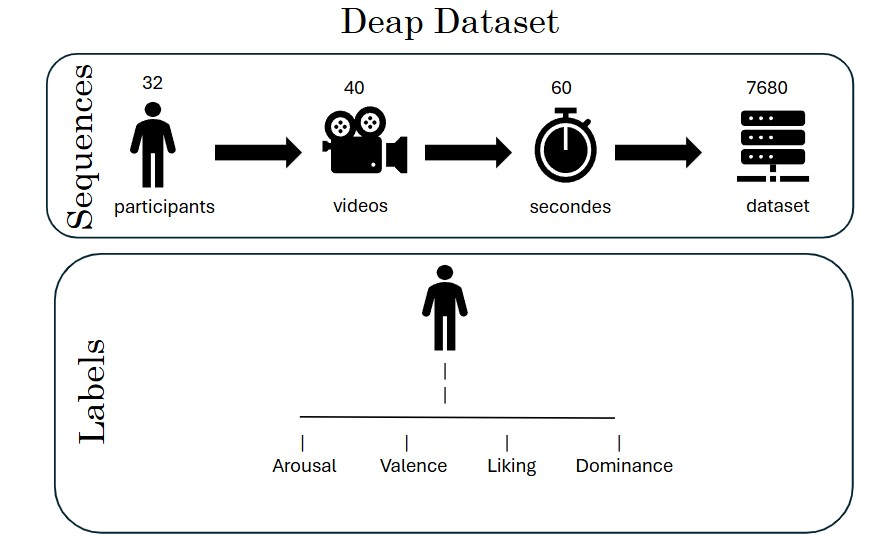 Deap Dataset
Sequences
32
40
60
7680
participants
videos
secondes
dataset
Labels
Arousal
Valence
Liking
Dominance